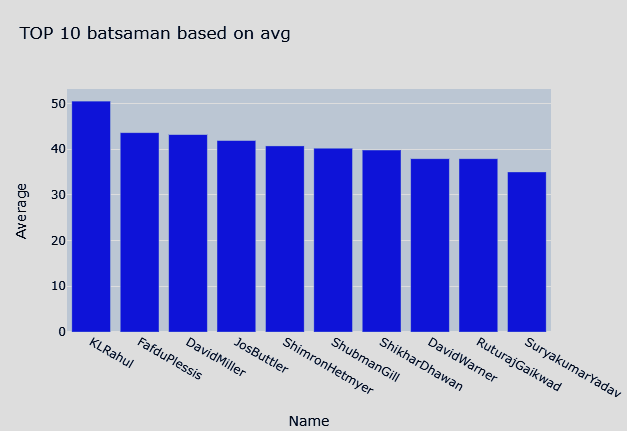 TOP 10 batsaman based on avg
Average
50
40
30
20
10
0
KLRahul
FafduPlessis
DavidMiller
JosButtler
ShimronHetmyer
ShubmanGill
ShikharDhawan
DavidWarner
RuturajGaikwad
SuryakumarYadav
Name